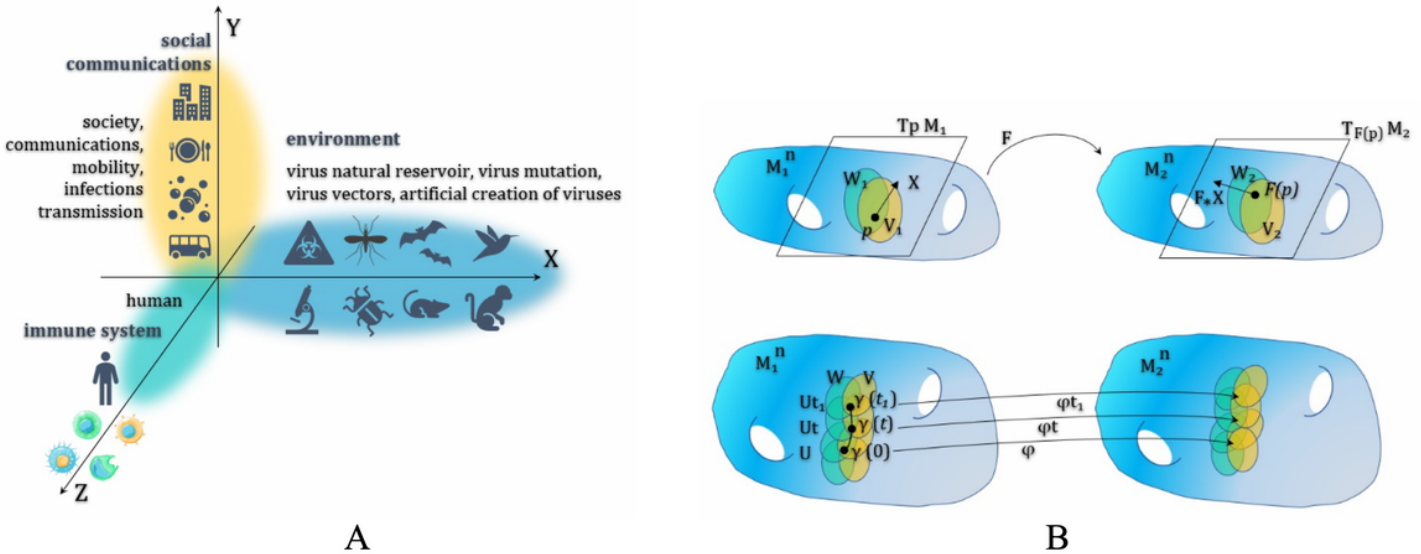 Y
social
communications
society,
communications,
mobility,
infections
transmission
environment
virus natural reservoir, virus mutation,
virus vectors, artificial creation of viruses
X
human
immune system
Z
A
Tp M₁
F
T_F(p) M₂
M₁ⁿ
W₁
X
p
V₁
M₂ⁿ
W₂
F(p)
F*X
V₂
M₁ⁿ
W V
Ut₁ γ(t₁)
Ut γ(t)
U γ(0)
φt₁
φt
φ
M₂ⁿ
B